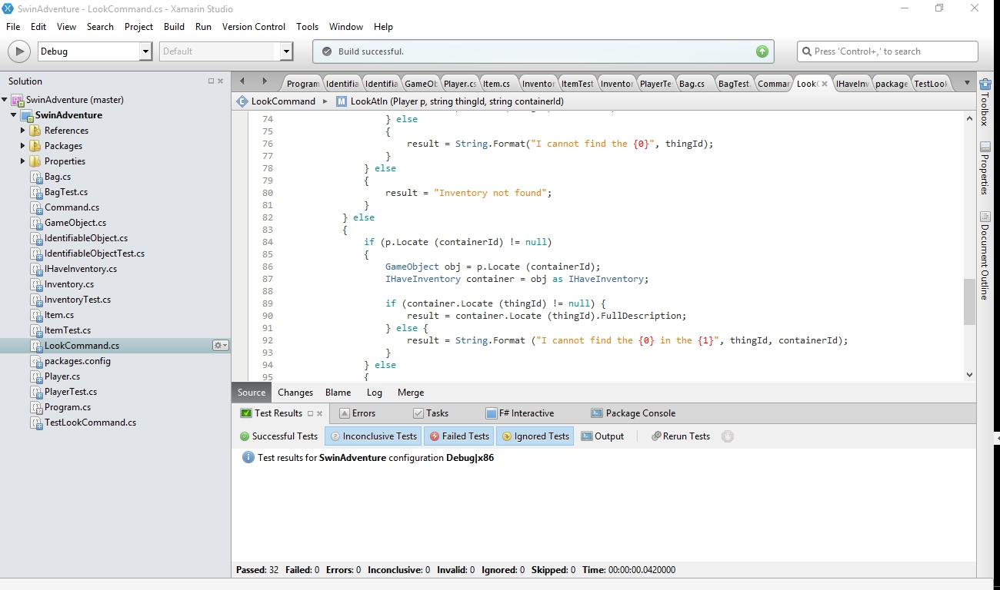 SwinAdventure - LookCommand.cs - Xamarin Studio
File Edit View Search Project Build Run Version Control Tools Window Help
Debug Default Build successful. Press 'Control+,' to search
Solution
SwinAdventure (master)
SwinAdventure
References
Packages
Properties
Bag.cs
BagTest.cs
Command.cs
GameObject.cs
IdentifiableObject.cs
IdentifiableObjectTest.cs
IHaveInventory.cs
Inventory.cs
InventoryTest.cs
Item.cs
ItemTest.cs
LookCommand.cs
packages.config
Player.cs
PlayerTest.cs
Program.cs
TestLookCommand.cs
Program Identifia Identifia GameOb Player.cs Item.cs Inventor ItemTest Inventor PlayerTe Bag.cs BagTest. Comman LookC IHaveInv package TestLool
LookCommand LookAtIn (Player p, string thingId, string containerId)
74 } else
75 {
76 result = String.Format("I cannot find the {0}", thingId);
77 }
78 } else
79 {
80 result = "Inventory not found";
81 }
82 } else
83 {
84 if (p.Locate (containerId) != null)
85 {
86 GameObject obj = p.Locate (containerId);
87 IHaveInventory container = obj as IHaveInventory;
88
89 if (container.Locate (thingId) != null) {
90 result = container.Locate (thingId).FullDescription;
91 } else {
92 result = String.Format ("I cannot find the {0} in the {1}", thingId, containerId);
93 }
94 } else
95 {
Source Changes Blame Log Merge
Test Results Errors Tasks F# Interactive Package Console
Successful Tests Inconclusive Tests Failed Tests Ignored Tests Output Rerun Tests
Test results for SwinAdventure configuration Debug|x86
Passed: 32 Failed: 0 Errors: 0 Inconclusive: 0 Invalid: 0 Ignored: 0 Skipped: 0 Time: 00:00:00.0420000
Toolbox
Properties
Document Outline